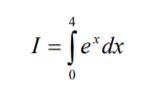 I = ∫₀⁴ eˣ dx